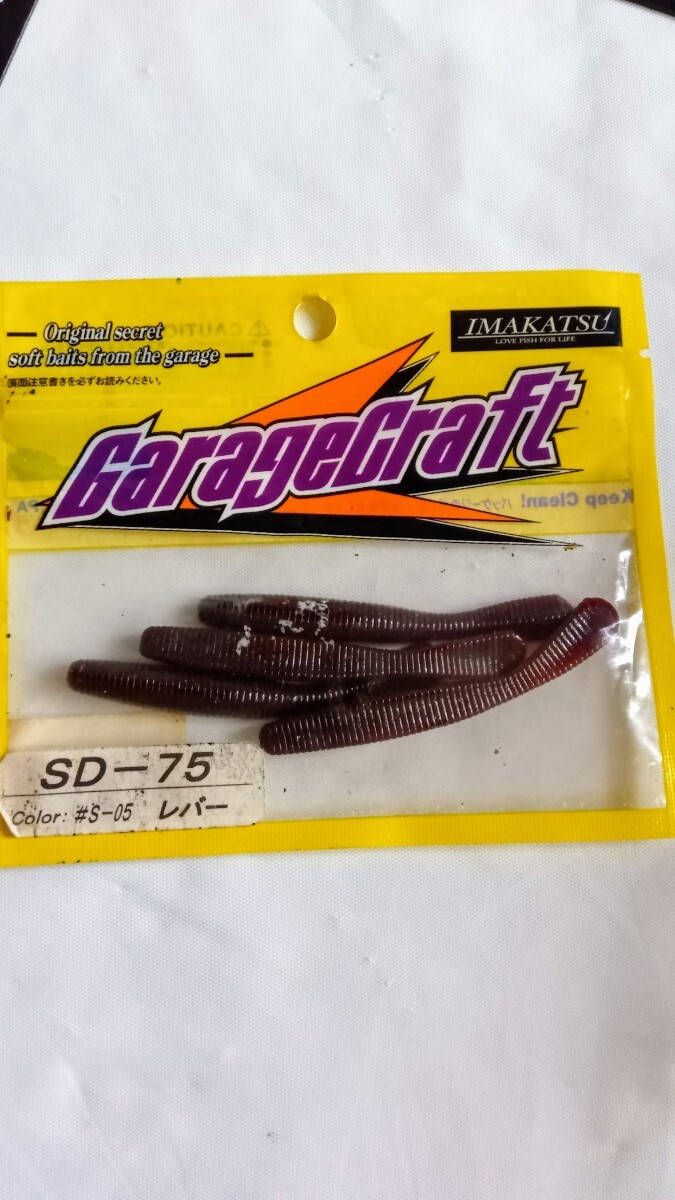 Original secret
soft baits from the garage
裏面注意書きを必ずお読みください。
IMAKATSU
LOVE FISH FOR LIFE
GarageCraft
Keep Clean!
SD-75
Color: #S-05 レバー